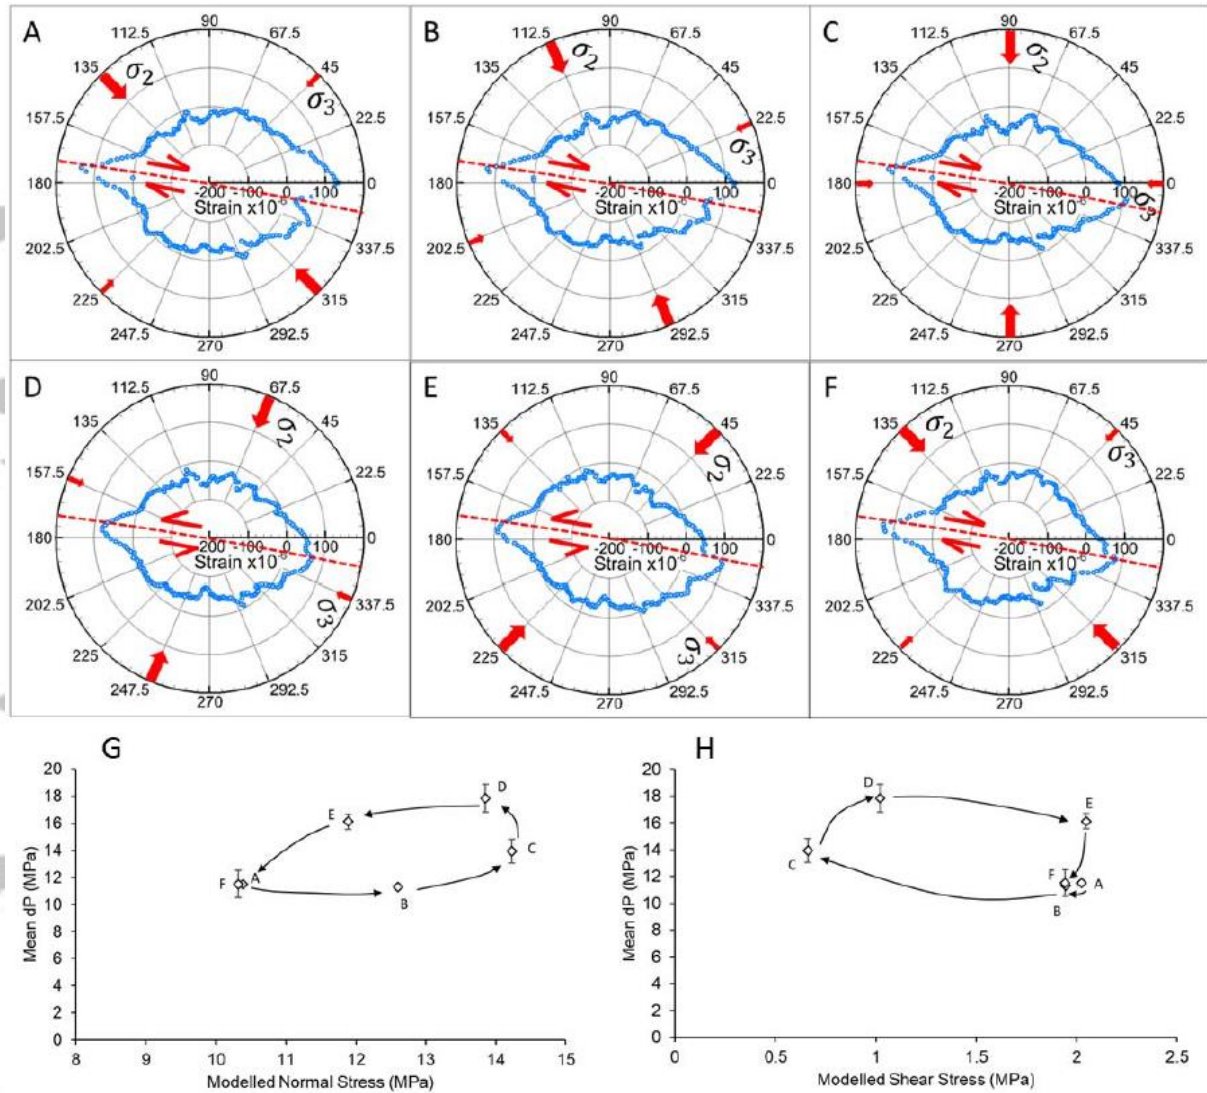 A
90
112.5
67.5
135
45
σ2
σ3
157.5
22.5
180
0
-200 -100 0 100
Strain x10⁻⁶
202.5
337.5
225
315
247.5
292.5
270
B
90
112.5
67.5
135
45
σ2
157.5
22.5
σ3
180
0
-200 -100 0 100
Strain x10⁻⁶
202.5
337.5
225
315
247.5
292.5
270
C
90
112.5
67.5
135
45
σ2
157.5
22.5
180
0
-200 -100 0 100
σ3
Strain x10⁻⁶
202.5
337.5
225
315
247.5
292.5
270
D
90
112.5
67.5
135
45
σ2
157.5
22.5
180
0
-200 -100 0 100
Strain x10⁻⁶
202.5
337.5
σ3
225
315
247.5
292.5
270
E
90
112.5
67.5
135
45
σ2
157.5
22.5
180
0
-200 -100 0 100
Strain x10⁻⁶
202.5
337.5
σ3
225
315
247.5
292.5
270
F
90
112.5
67.5
135
45
σ2
σ3
157.5
22.5
180
0
-200 -100 0 100
Strain x10⁻⁶
202.5
337.5
225
315
247.5
292.5
270
G
Mean dP (MPa)
20
18
16
14
12
10
8
6
4
2
0
D
E
C
F
A
B
8 9 10 11 12 13 14 15
Modelled Normal Stress (MPa)
H
Mean dP (MPa)
20
18
16
14
12
10
8
6
4
2
0
D
E
C
F
A
B
0 0.5 1 1.5 2 2.5
Modelled Shear Stress (MPa)